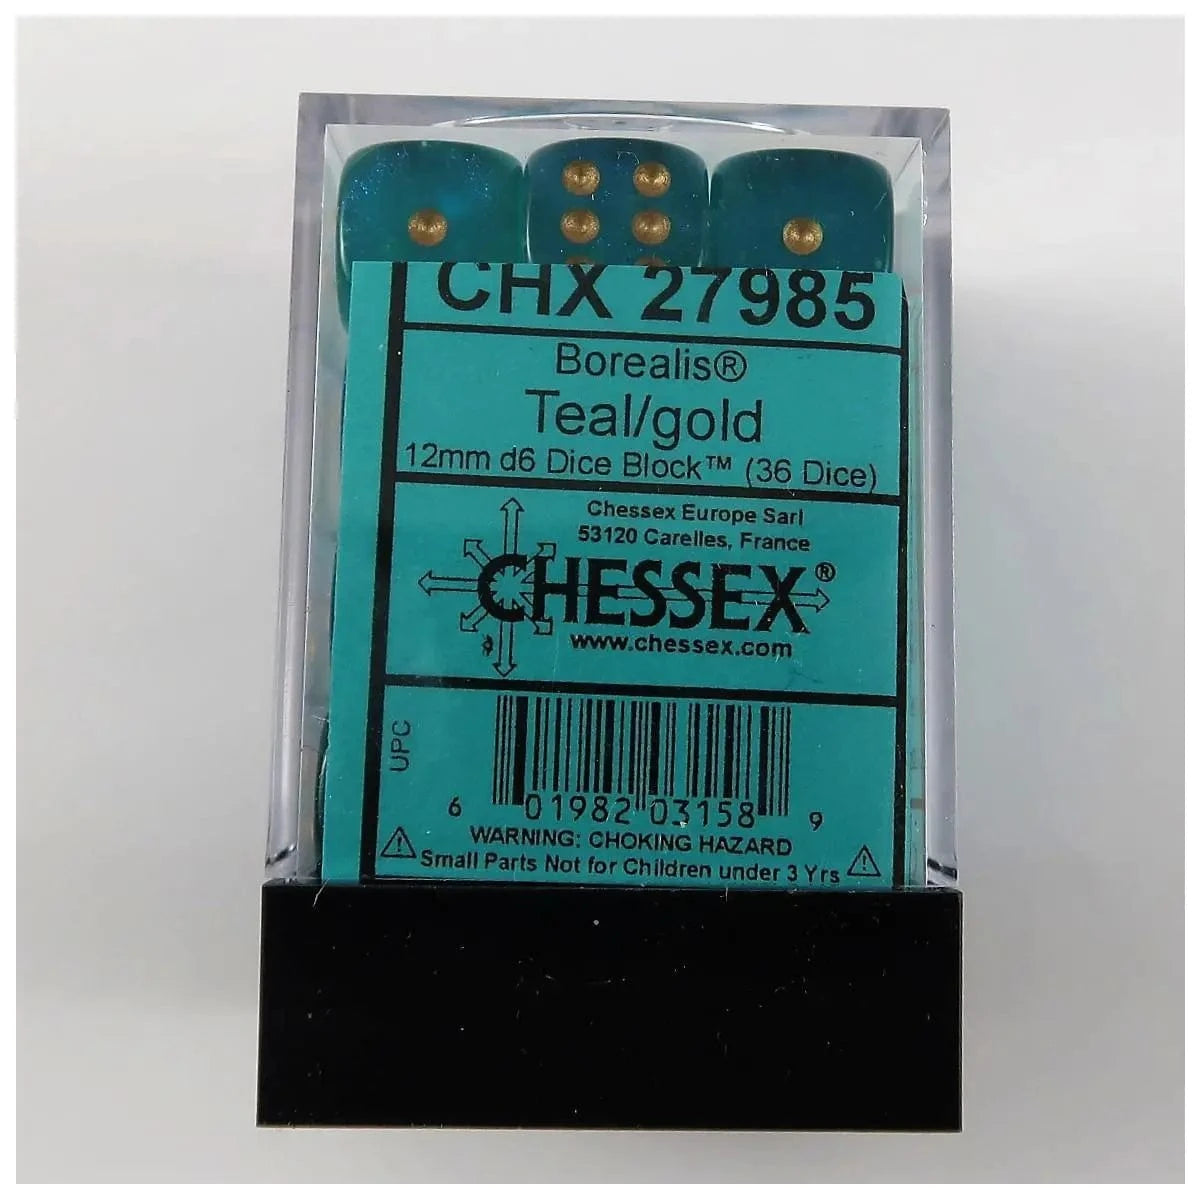 CHX 27985
Borealis®
Teal/gold
12mm d6 Dice Block™ (36 Dice)
Chessex Europe Sarl
53120 Carelles, France
CHESSEX®
www.chessex.com
UPC
6 01982 03158 9
WARNING: CHOKING HAZARD
Small Parts Not for Children under 3 Yrs